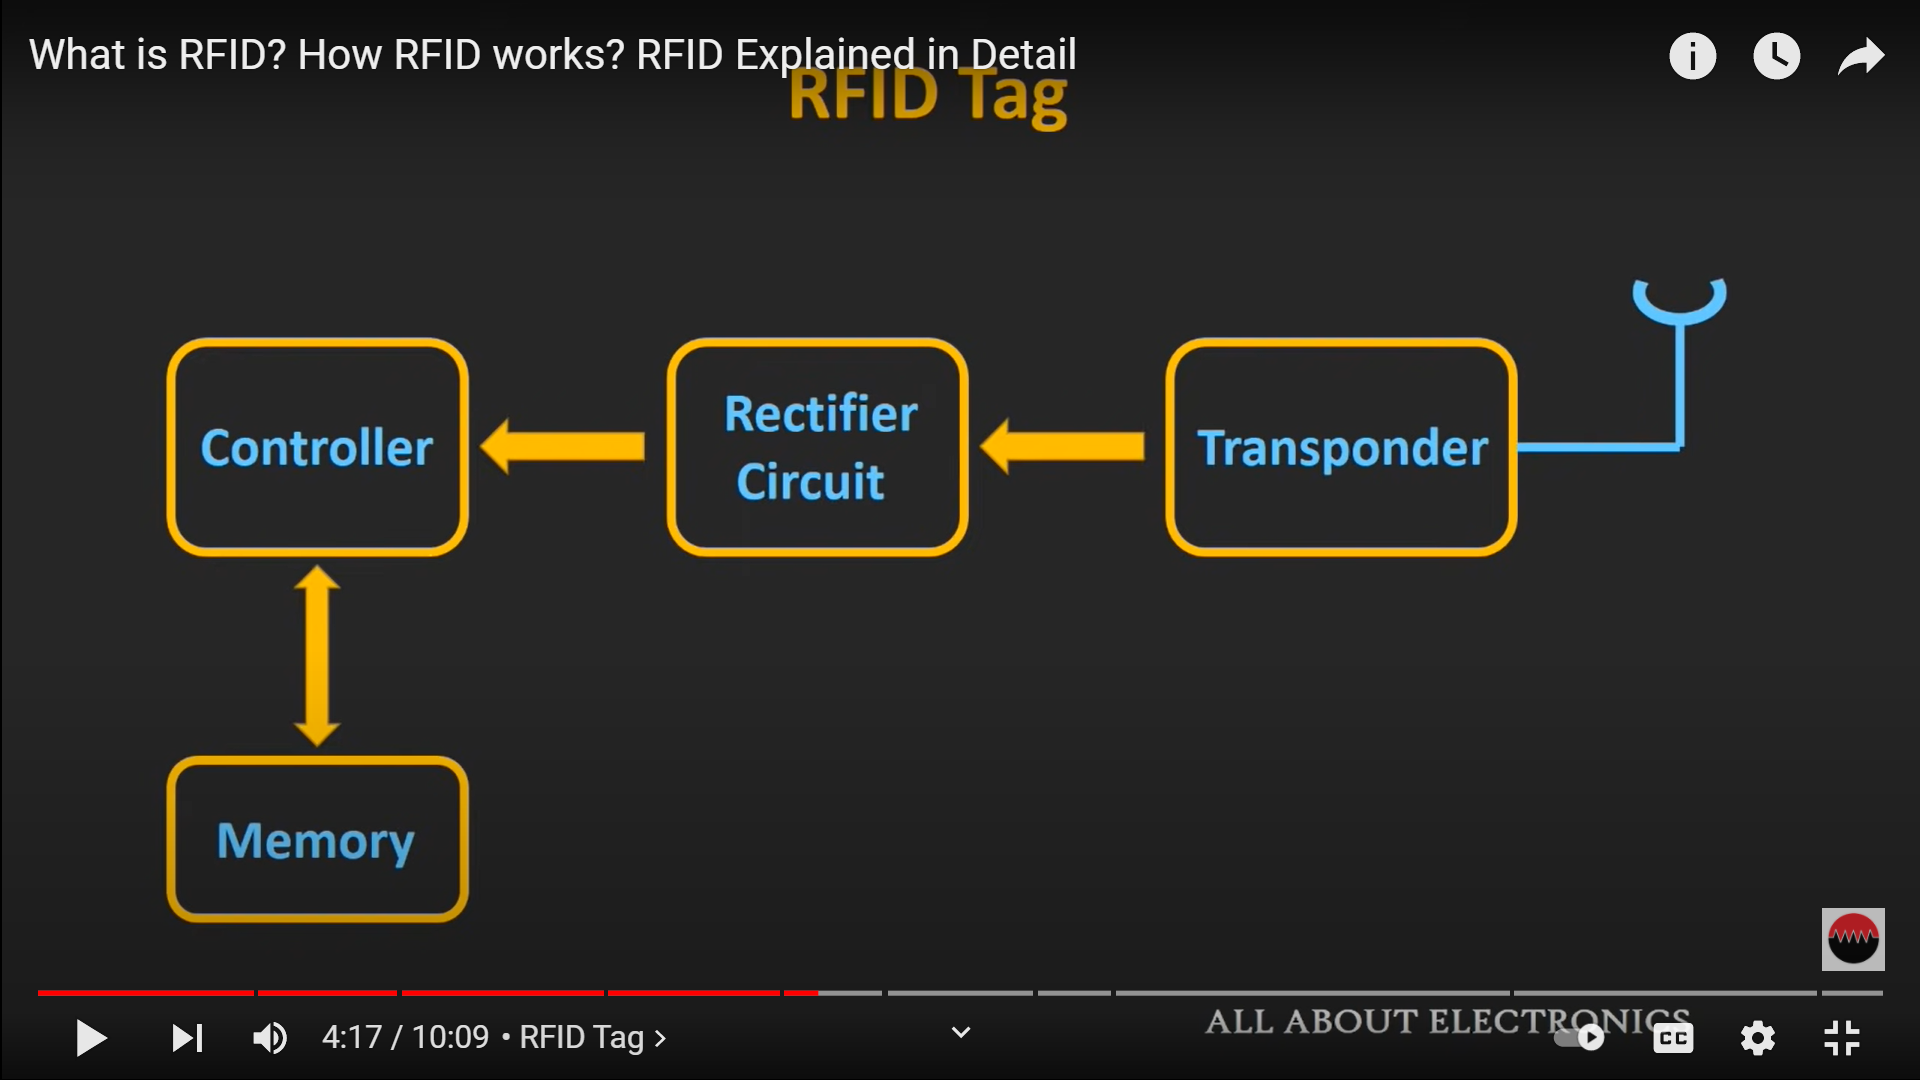 What is RFID? How RFID works? RFID Explained in Detail
RFID Tag
Controller
Rectifier
Circuit
Transponder
Memory
ALL ABOUT ELECTRONICS
4:17 / 10:09 • RFID Tag >
CC